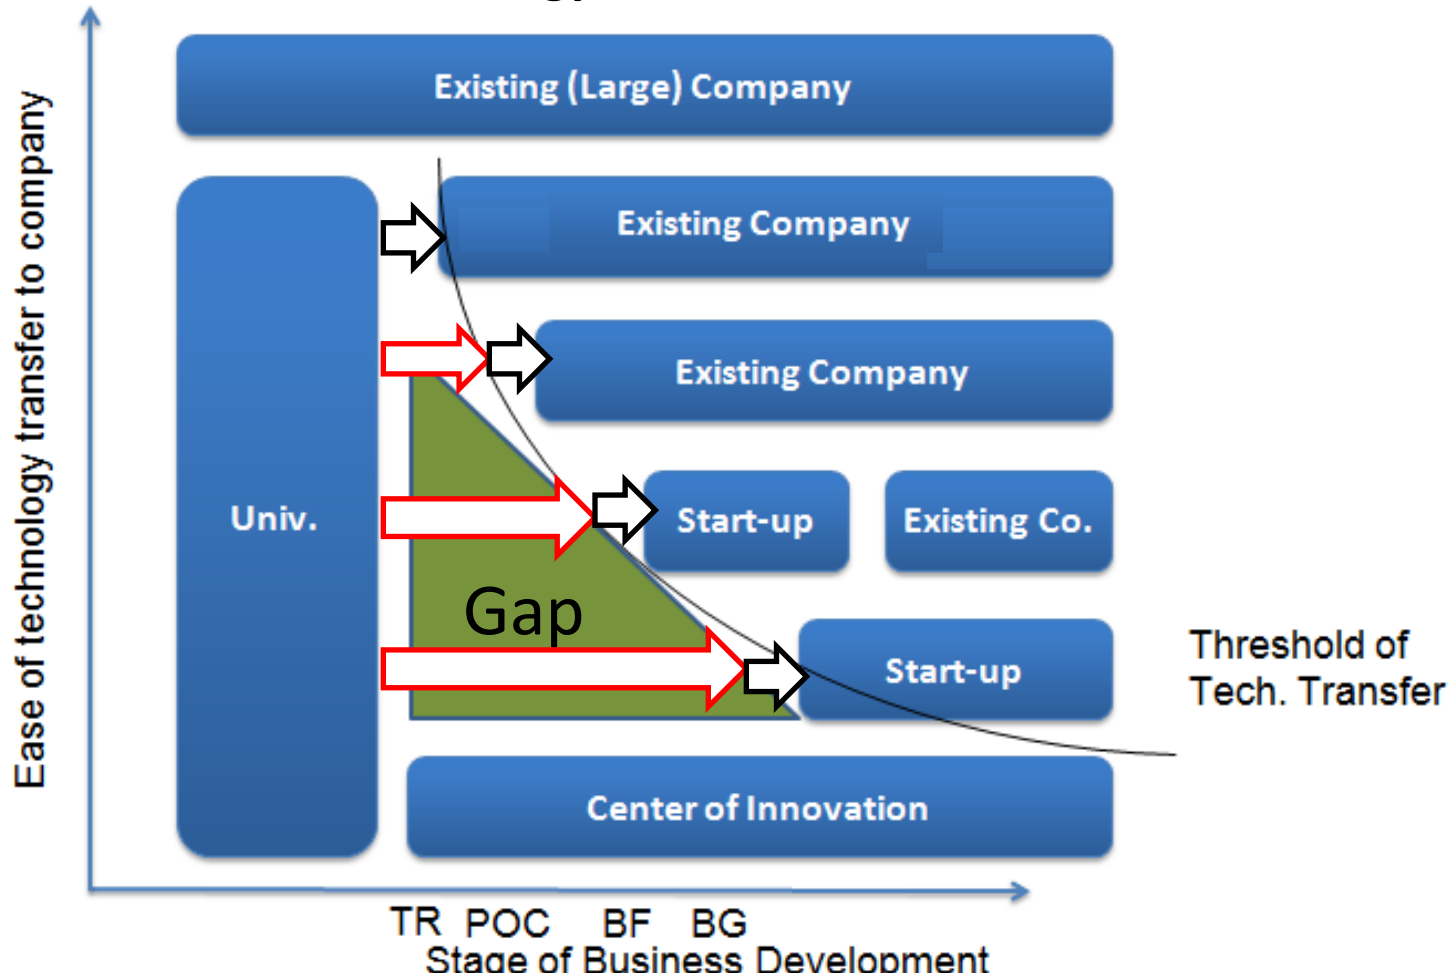 Existing (Large) Company
Existing Company
Existing Company
Univ.
Start-up
Existing Co.
Gap
Start-up
Threshold of
Tech. Transfer
Center of Innovation
Ease of technology transfer to company
TR POC BF BG
Stage of Business Development